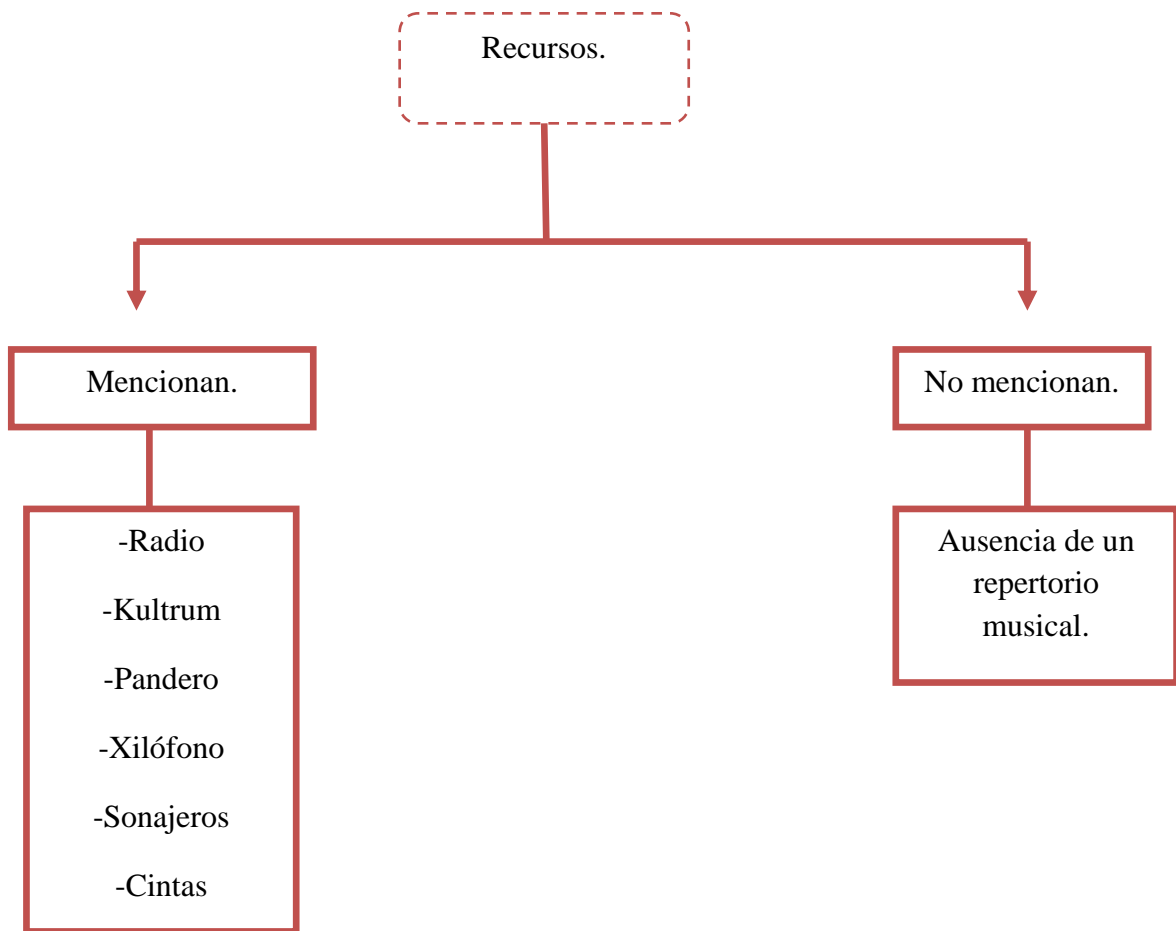 Recursos.
Mencionan.
No mencionan.
-Radio
-Kultrum
-Pandero
-Xilófono
-Sonajeros
-Cintas
Ausencia de un
repertorio
musical.